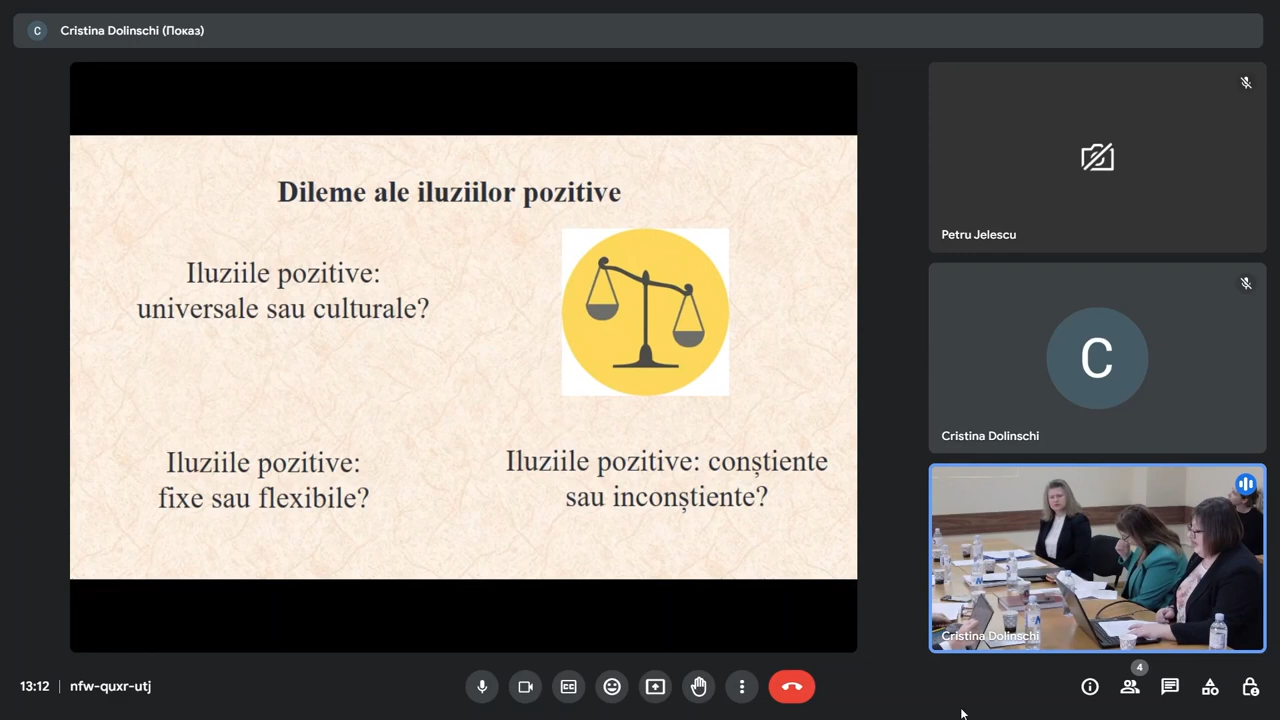 C
Cristina Dolinschi (Показ)
Dileme ale iluziilor pozitive
Iluziile pozitive:
universale sau culturale?
Iluziile pozitive:
fixe sau flexibile?
Iluziile pozitive: conștiente
sau inconștiente?
Petru Jelescu
C
Cristina Dolinschi
Cristina Dolinschi
13:12
nfw-quxr-utj
4